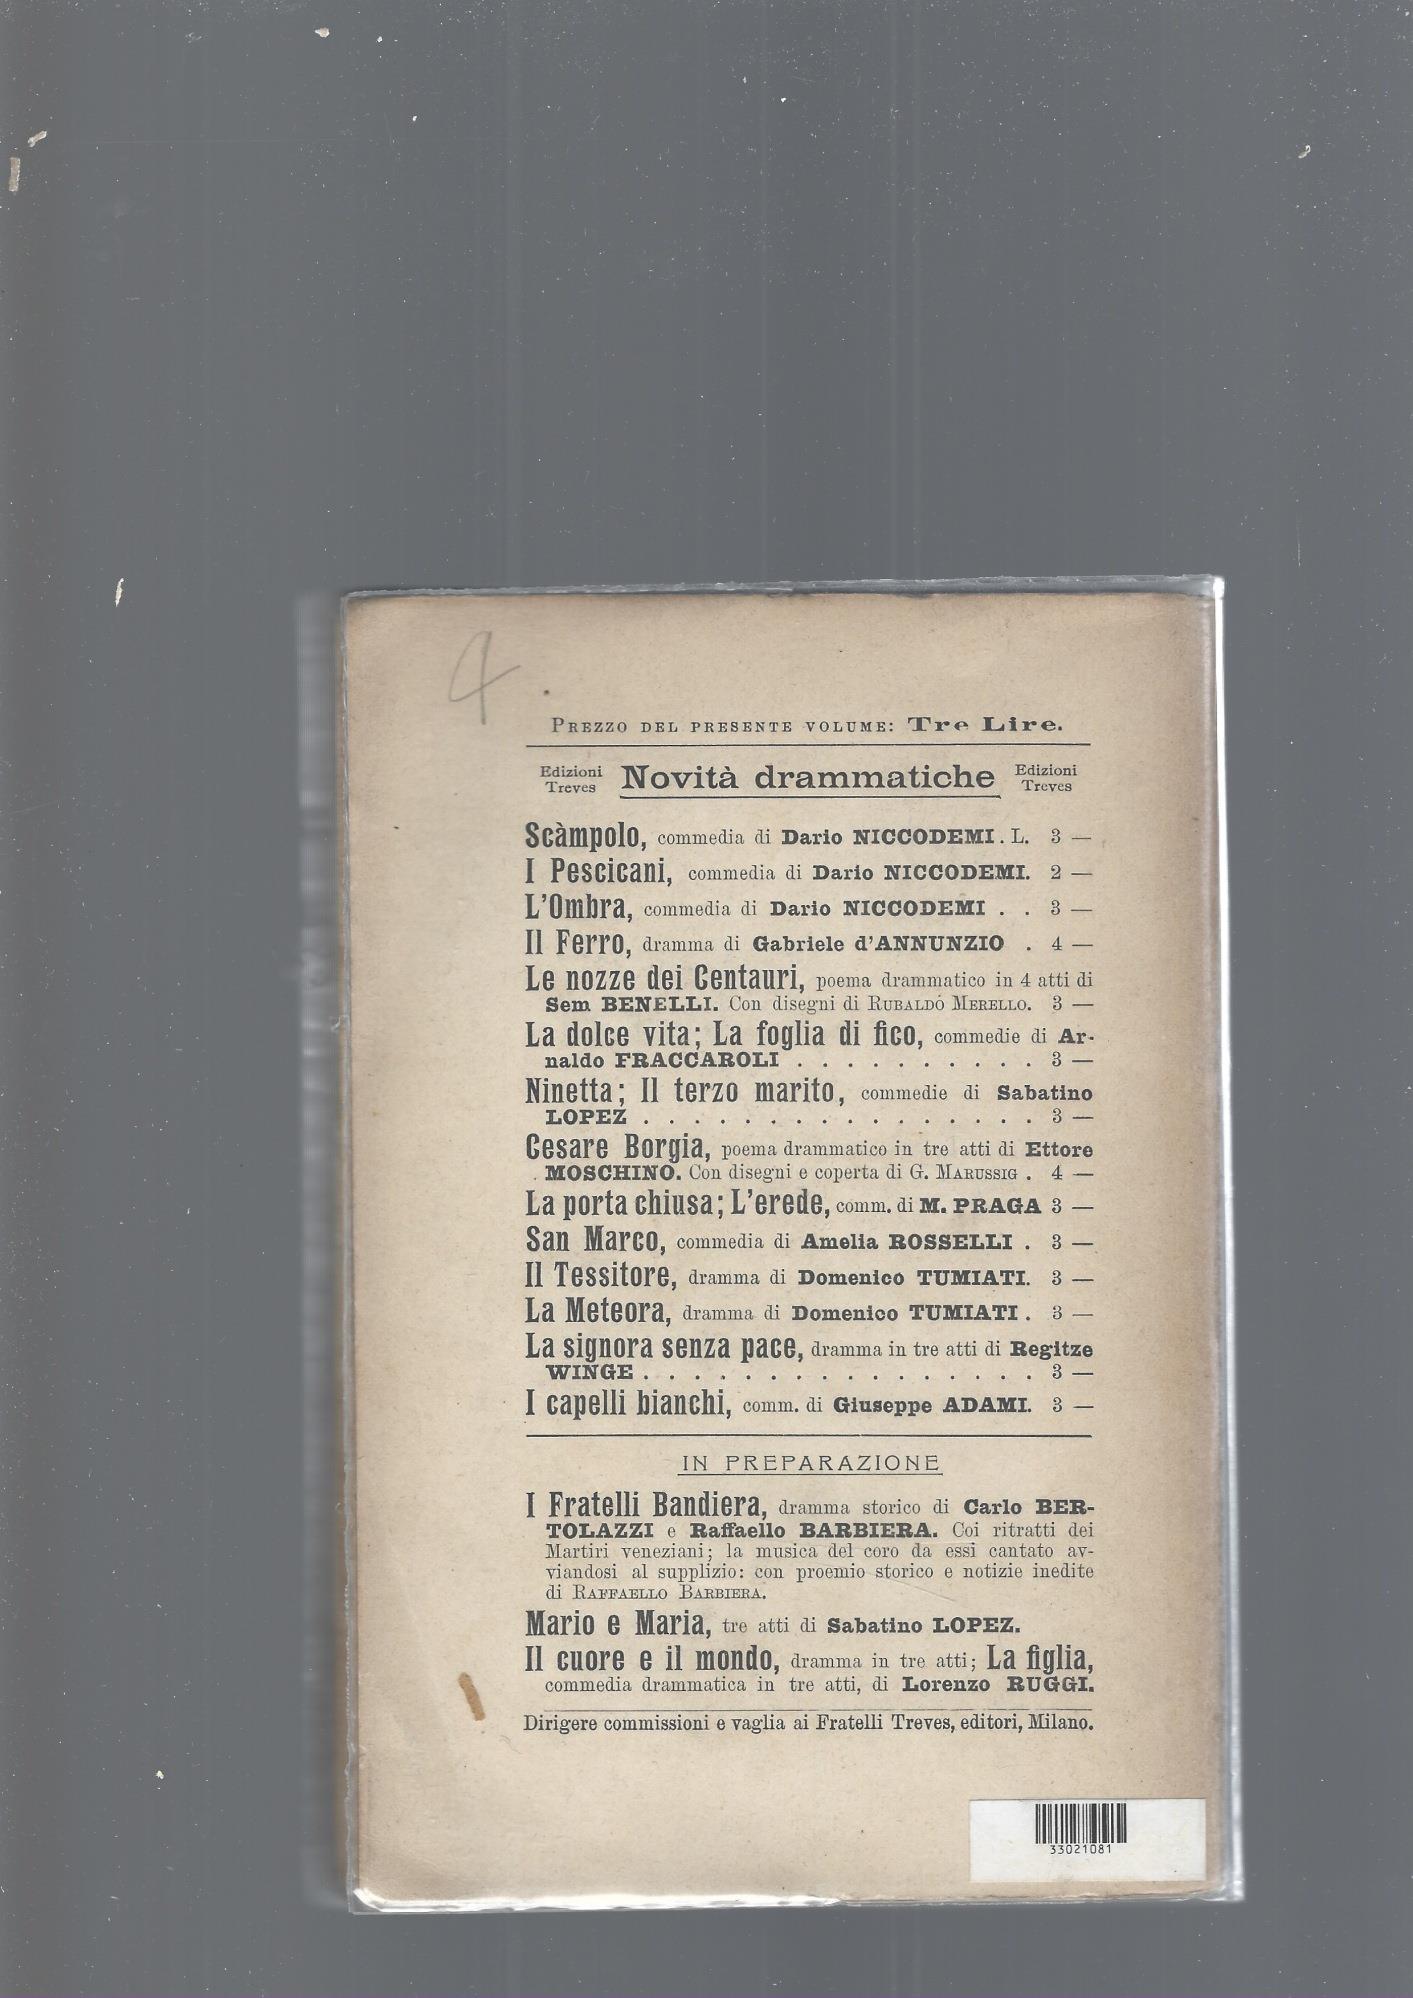 4
PREZZO DEL PRESENTE VOLUME: Tre Lire.
Edizioni Treves Novità drammatiche Edizioni Treves
Scàmpolo, commedia di Dario NICCODEMI . L. 3 —
I Pescicani, commedia di Dario NICCODEMI. 2 —
L'Ombra, commedia di Dario NICCODEMI . . 3 —
Il Ferro, dramma di Gabriele d'ANNUNZIO . 4 —
Le nozze dei Centauri, poema drammatico in 4 atti di
Sem BENELLI. Con disegni di RUBALDO MERELLO. 3 —
La dolce vita; La foglia di fico, commedie di Ar-
naldo FRACCAROLI . . . . . . . . . . 3 —
Ninetta; Il terzo marito, commedie di Sabatino
LOPEZ . . . . . . . . . . . . . . . 3 —
Cesare Borgia, poema drammatico in tre atti di Ettore
MOSCHINO. Con disegni e coperta di G. MARUSSIG . 4 —
La porta chiusa; L'erede, comm. di M. PRAGA 3 —
San Marco, commedia di Amelia ROSSELLI . 3 —
Il Tessitore, dramma di Domenico TUMIATI. 3 —
La Meteora, dramma di Domenico TUMIATI . 3 —
La signora senza pace, dramma in tre atti di Regitze
WINGE . . . . . . . . . . . . . . . 3 —
I capelli bianchi, comm. di Giuseppe ADAMI. 3 —
IN PREPARAZIONE
I Fratelli Bandiera, dramma storico di Carlo BER-
TOLAZZI e Raffaello BARBIERA. Coi ritratti dei
Martiri veneziani; la musica del coro da essi cantato av-
viandosi al supplizio: con proemio storico e notizie inedite
di RAFFAELLO BARBIERA.
Mario e Maria, tre atti di Sabatino LOPEZ.
Il cuore e il mondo, dramma in tre atti; La figlia,
commedia drammatica in tre atti, di Lorenzo RUGGI.
Dirigere commissioni e vaglia ai Fratelli Treves, editori, Milano.
33021081